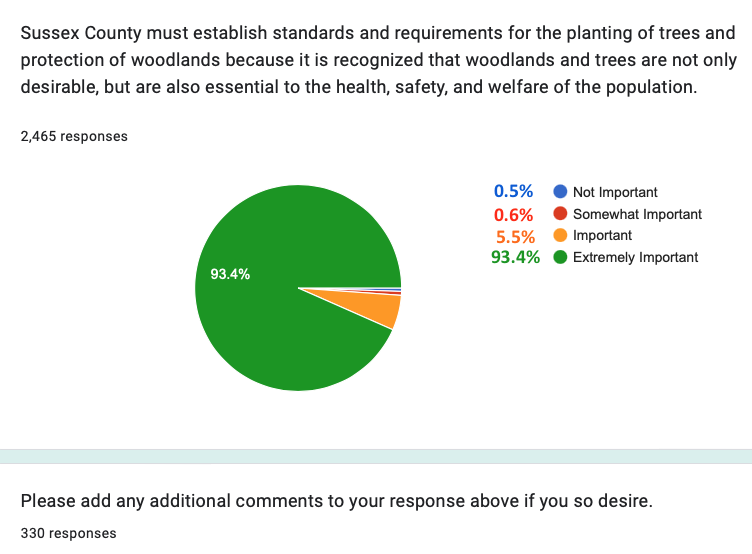 Sussex County must establish standards and requirements for the planting of trees and
protection of woodlands because it is recognized that woodlands and trees are not only
desirable, but are also essential to the health, safety, and welfare of the population.
2,465 responses
0.5% Not Important
0.6% Somewhat Important
5.5% Important
93.4% Extremely Important
93.4%
Please add any additional comments to your response above if you so desire.
330 responses